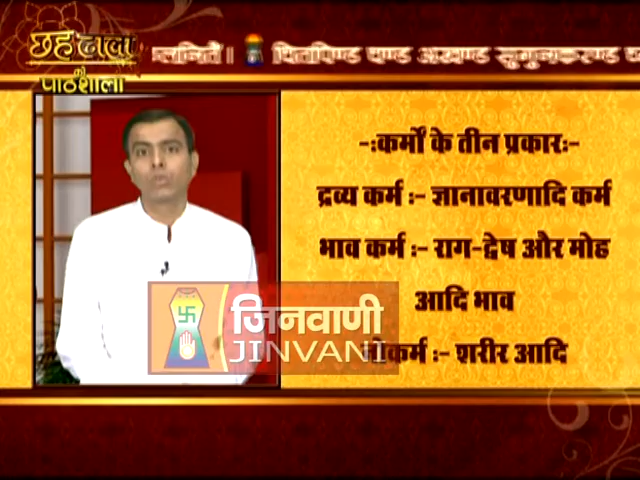 छहढाला
की
पाठशाला
-:कर्मों के तीन प्रकार:-
द्रव्य कर्म :- ज्ञानावरणादि कर्म
भाव कर्म :- राग-द्वेष और मोह
आदि भाव
नोकर्म :- शरीर आदि
जिनवाणी
JINVANI